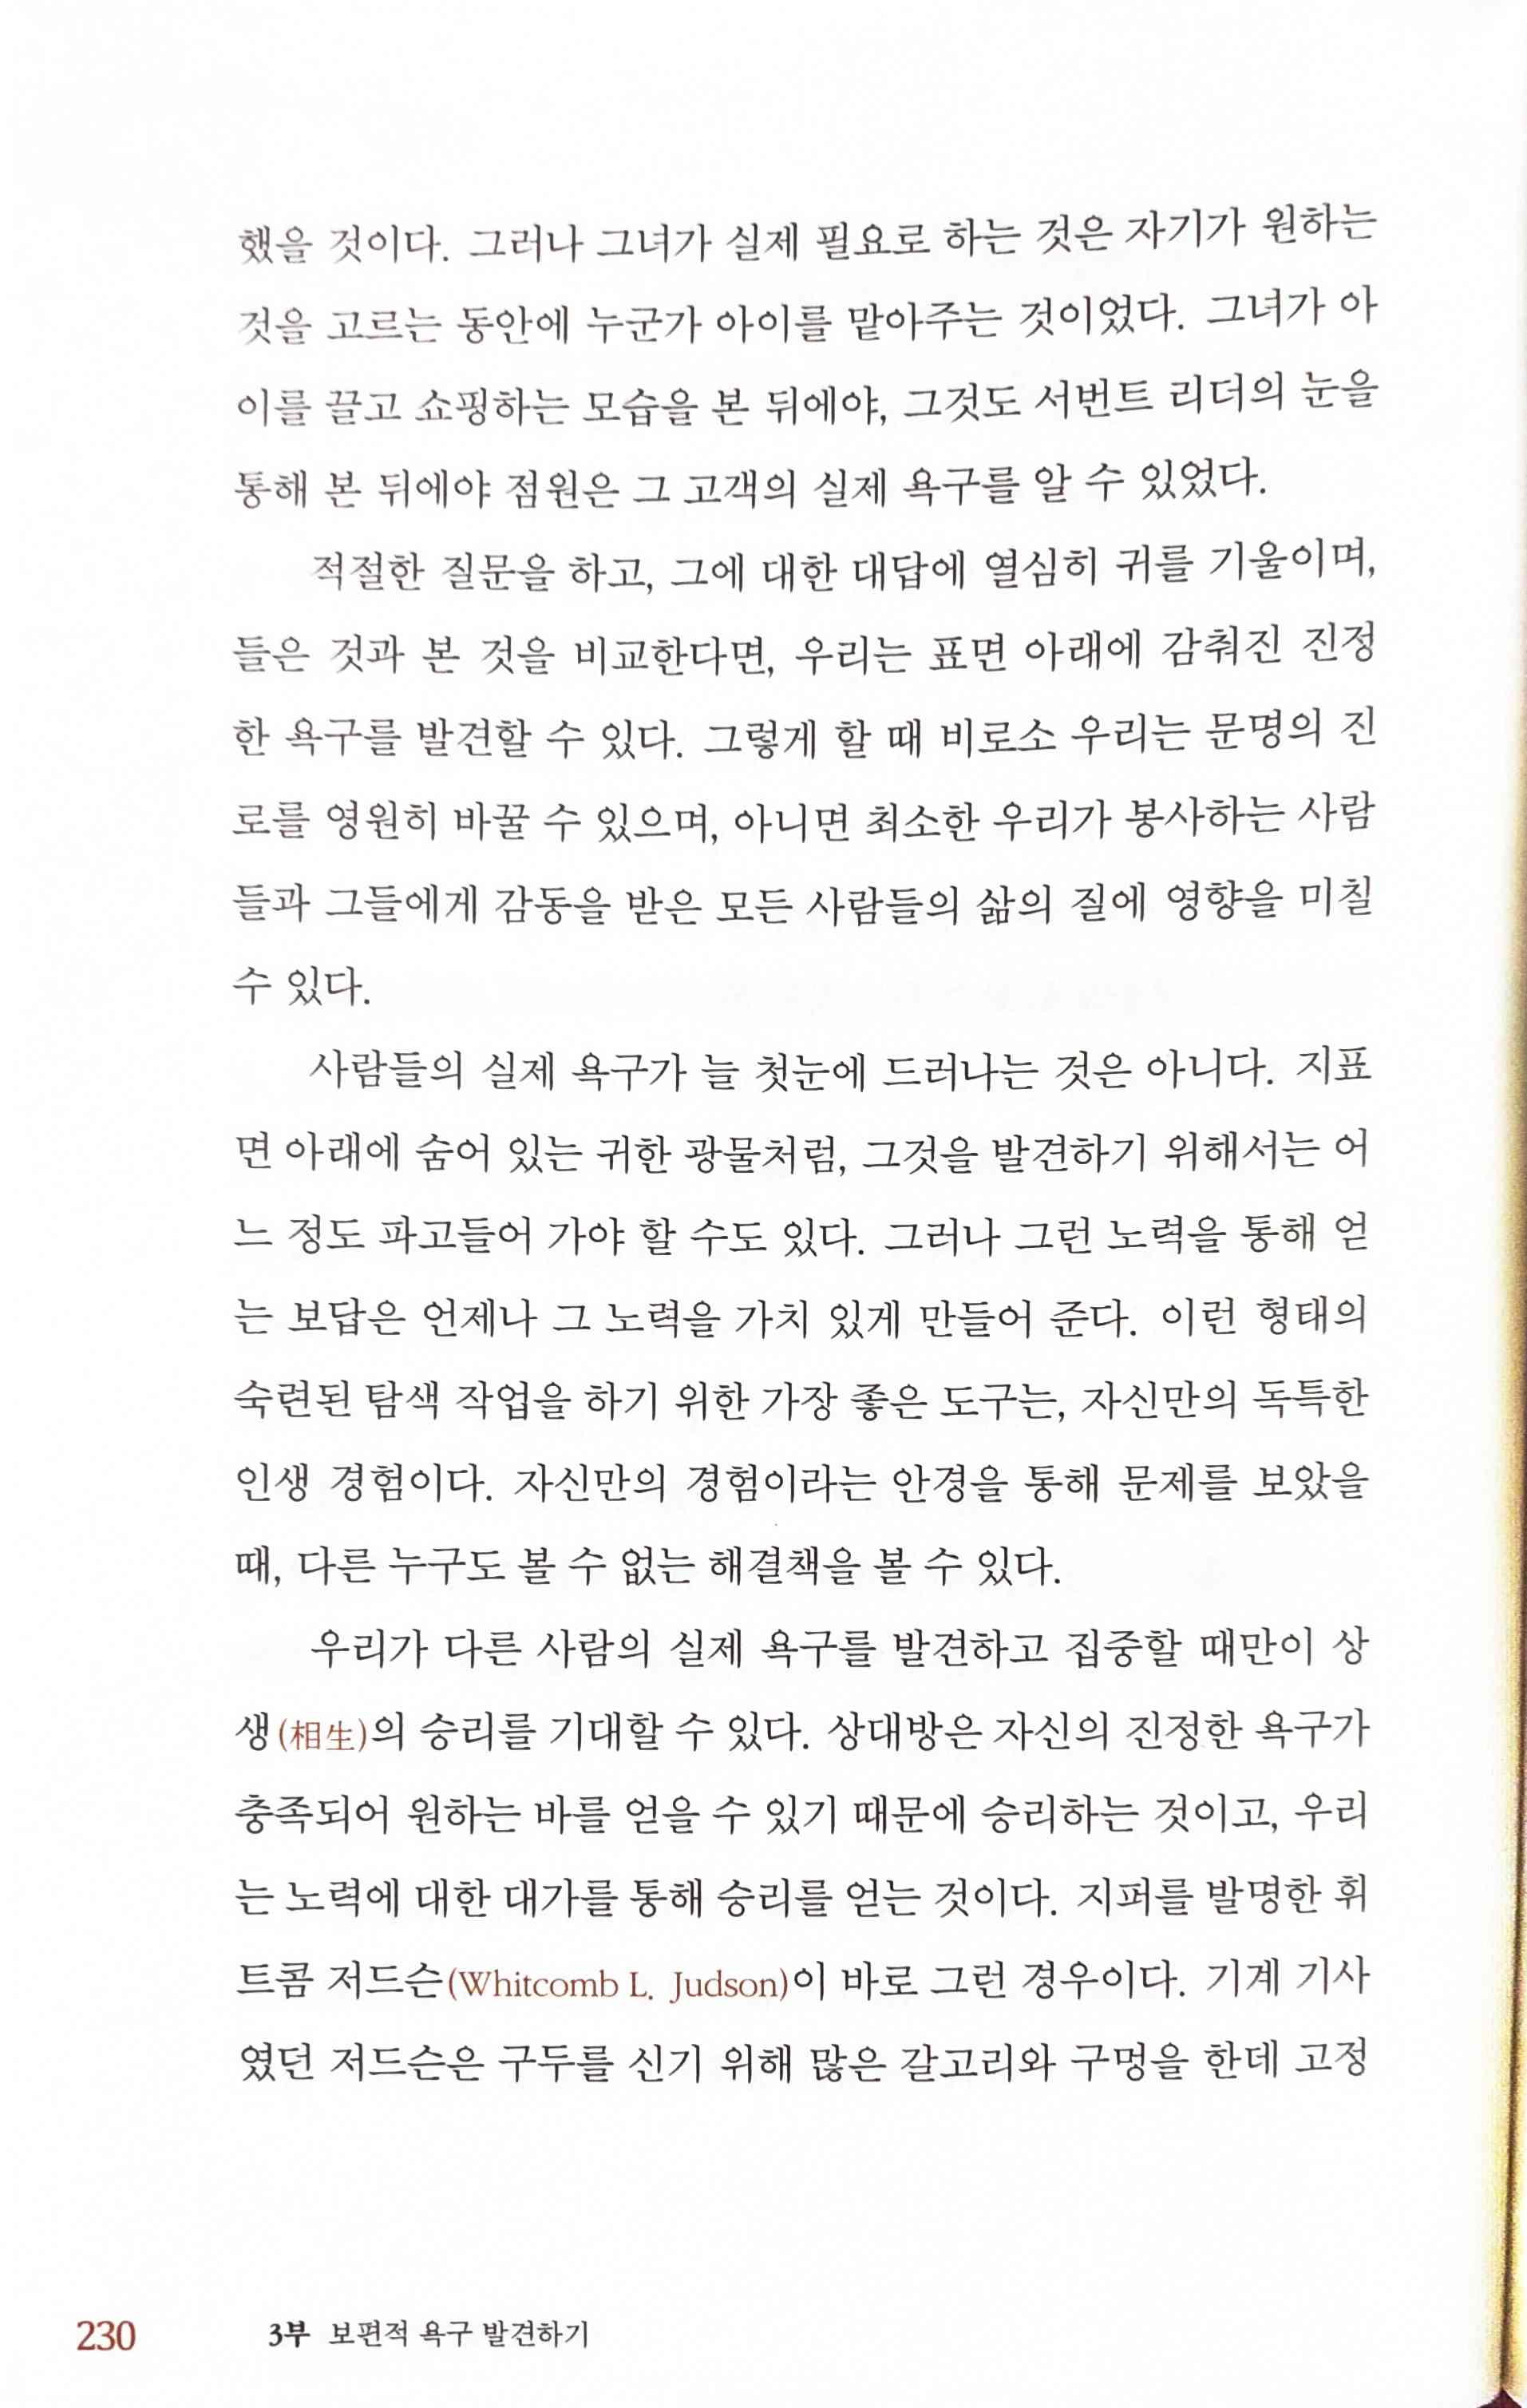 했을 것이다. 그러나 그녀가 실제 필요로 하는 것은 자기가 원하는
것을 고르는 동안에 누군가 아이를 맡아주는 것이었다. 그녀가 아
이를 끌고 쇼핑하는 모습을 본 뒤에야, 그것도 서번트 리더의 눈을
통해 본 뒤에야 점원은 그 고객의 실제 욕구를 알 수 있었다.
적절한 질문을 하고, 그에 대한 대답에 열심히 귀를 기울이며,
들은 것과 본 것을 비교한다면, 우리는 표면 아래에 감춰진 진정
한 욕구를 발견할 수 있다. 그렇게 할 때 비로소 우리는 문명의 진
로를 영원히 바꿀 수 있으며, 아니면 최소한 우리가 봉사하는 사람
들과 그들에게 감동을 받은 모든 사람들의 삶의 질에 영향을 미칠
수 있다.
사람들의 실제 욕구가 늘 첫눈에 드러나는 것은 아니다. 지표
면 아래에 숨어 있는 귀한 광물처럼, 그것을 발견하기 위해서는 어
느 정도 파고들어 가야 할 수도 있다. 그러나 그런 노력을 통해 얻
는 보답은 언제나 그 노력을 가치 있게 만들어 준다. 이런 형태의
숙련된 탐색 작업을 하기 위한 가장 좋은 도구는, 자신만의 독특한
인생 경험이다. 자신만의 경험이라는 안경을 통해 문제를 보았을
때, 다른 누구도 볼 수 없는 해결책을 볼 수 있다.
우리가 다른 사람의 실제 욕구를 발견하고 집중할 때만이 상
생(相生)의 승리를 기대할 수 있다. 상대방은 자신의 진정한 욕구가
충족되어 원하는 바를 얻을 수 있기 때문에 승리하는 것이고, 우리
는 노력에 대한 대가를 통해 승리를 얻는 것이다. 지퍼를 발명한 휘
트콤 저드슨(Whitcomb L. Judson)이 바로 그런 경우이다. 기계 기사
였던 저드슨은 구두를 신기 위해 많은 갈고리와 구멍을 한데 고정
230 3부 보편적 욕구 발견하기